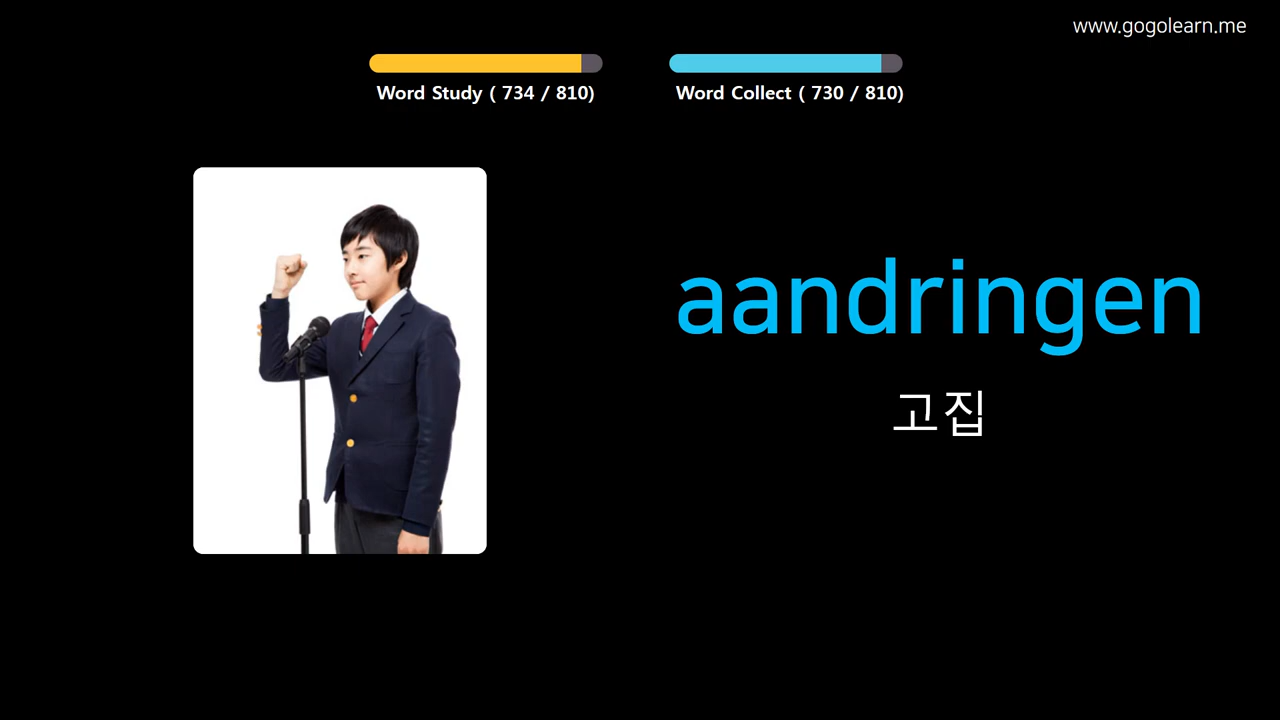 www.gogolearn.me
Word Study ( 734 / 810)
Word Collect ( 730 / 810)
aandringen
고집